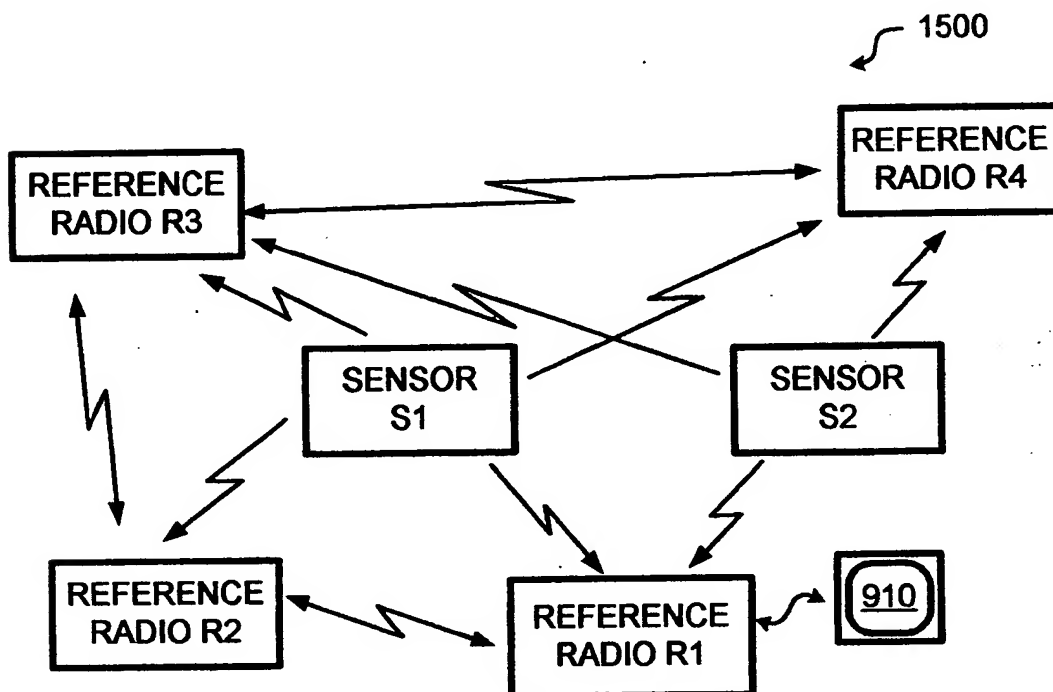 1500
REFERENCE
RADIO R3
REFERENCE
RADIO R4
SENSOR
S1
SENSOR
S2
REFERENCE
RADIO R2
REFERENCE
RADIO R1
910